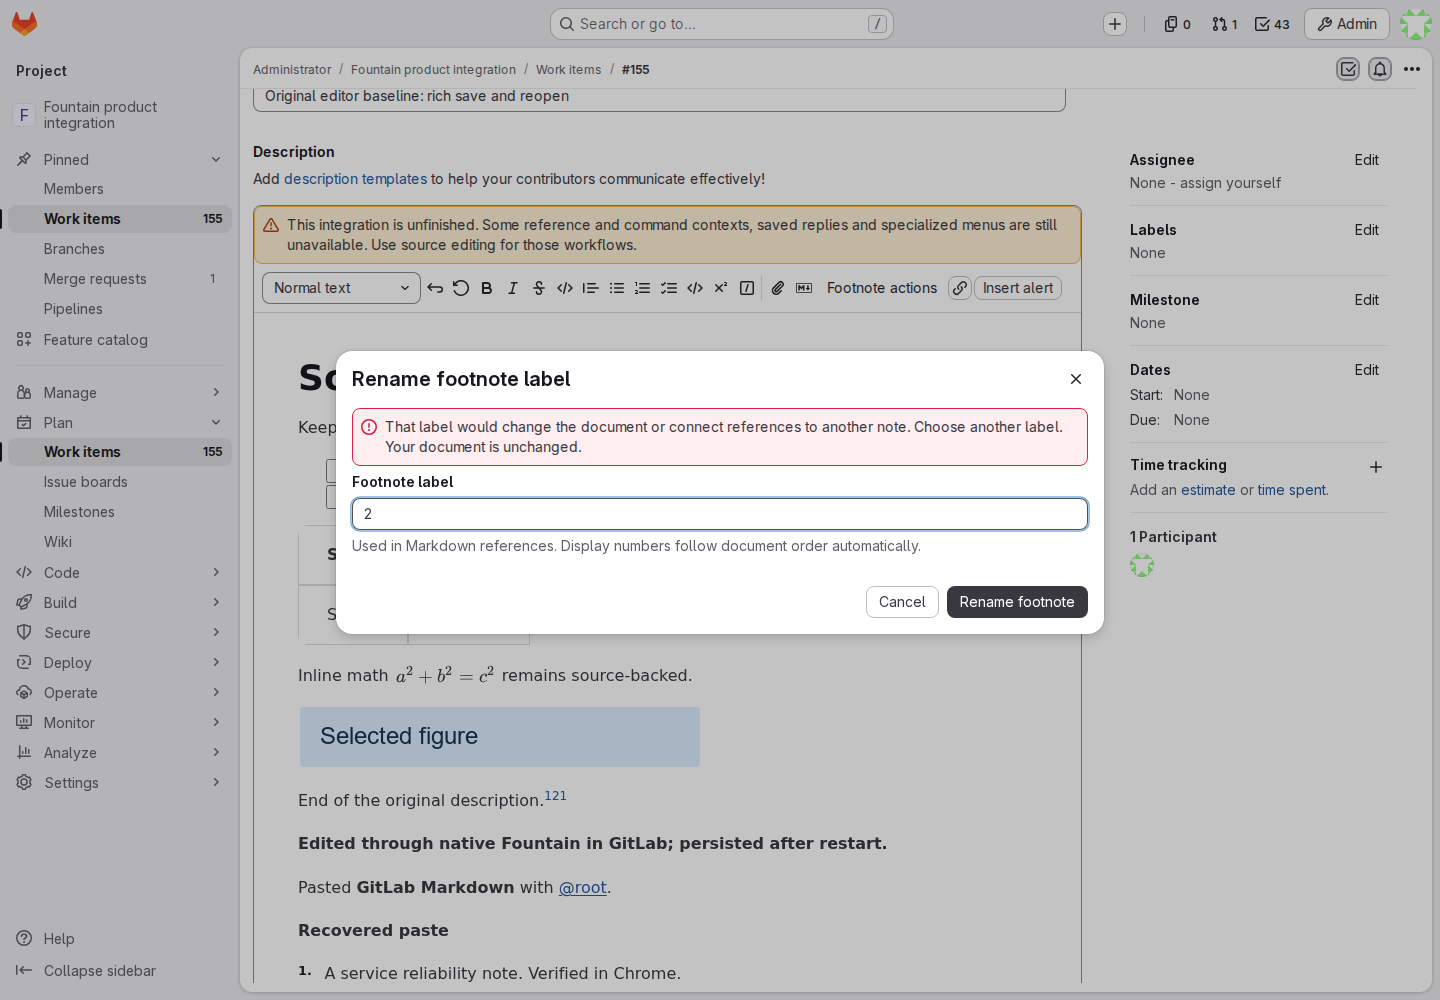 Search or go to...
/
0
1
43
Admin
Project
F
Fountain product
integration
Pinned
Members
Work items
155
Branches
Merge requests
1
Pipelines
Feature catalog
Manage
Plan
Work items
155
Issue boards
Milestones
Wiki
Code
Build
Secure
Deploy
Operate
Monitor
Analyze
Settings
Help
Collapse sidebar
Administrator / Fountain product integration / Work items / #155
Original editor baseline: rich save and reopen
Description
Add description templates to help your contributors communicate effectively!
This integration is unfinished. Some reference and command contexts, saved replies and specialized menus are still
unavailable. Use source editing for those workflows.
Normal text
Footnote actions
Insert alert
Keep
S
Rename footnote label
That label would change the document or connect references to another note. Choose another label.
Your document is unchanged.
Footnote label
2
Used in Markdown references. Display numbers follow document order automatically.
Cancel
Rename footnote
Inline math a² + b² = c² remains source-backed.
Selected figure
End of the original description.¹²¹
Edited through native Fountain in GitLab; persisted after restart.
Pasted GitLab Markdown with @root.
Recovered paste
1. A service reliability note. Verified in Chrome.
Assignee
Edit
None - assign yourself
Labels
Edit
None
Milestone
Edit
None
Dates
Edit
Start: None
Due: None
Time tracking
Add an estimate or time spent.
1 Participant